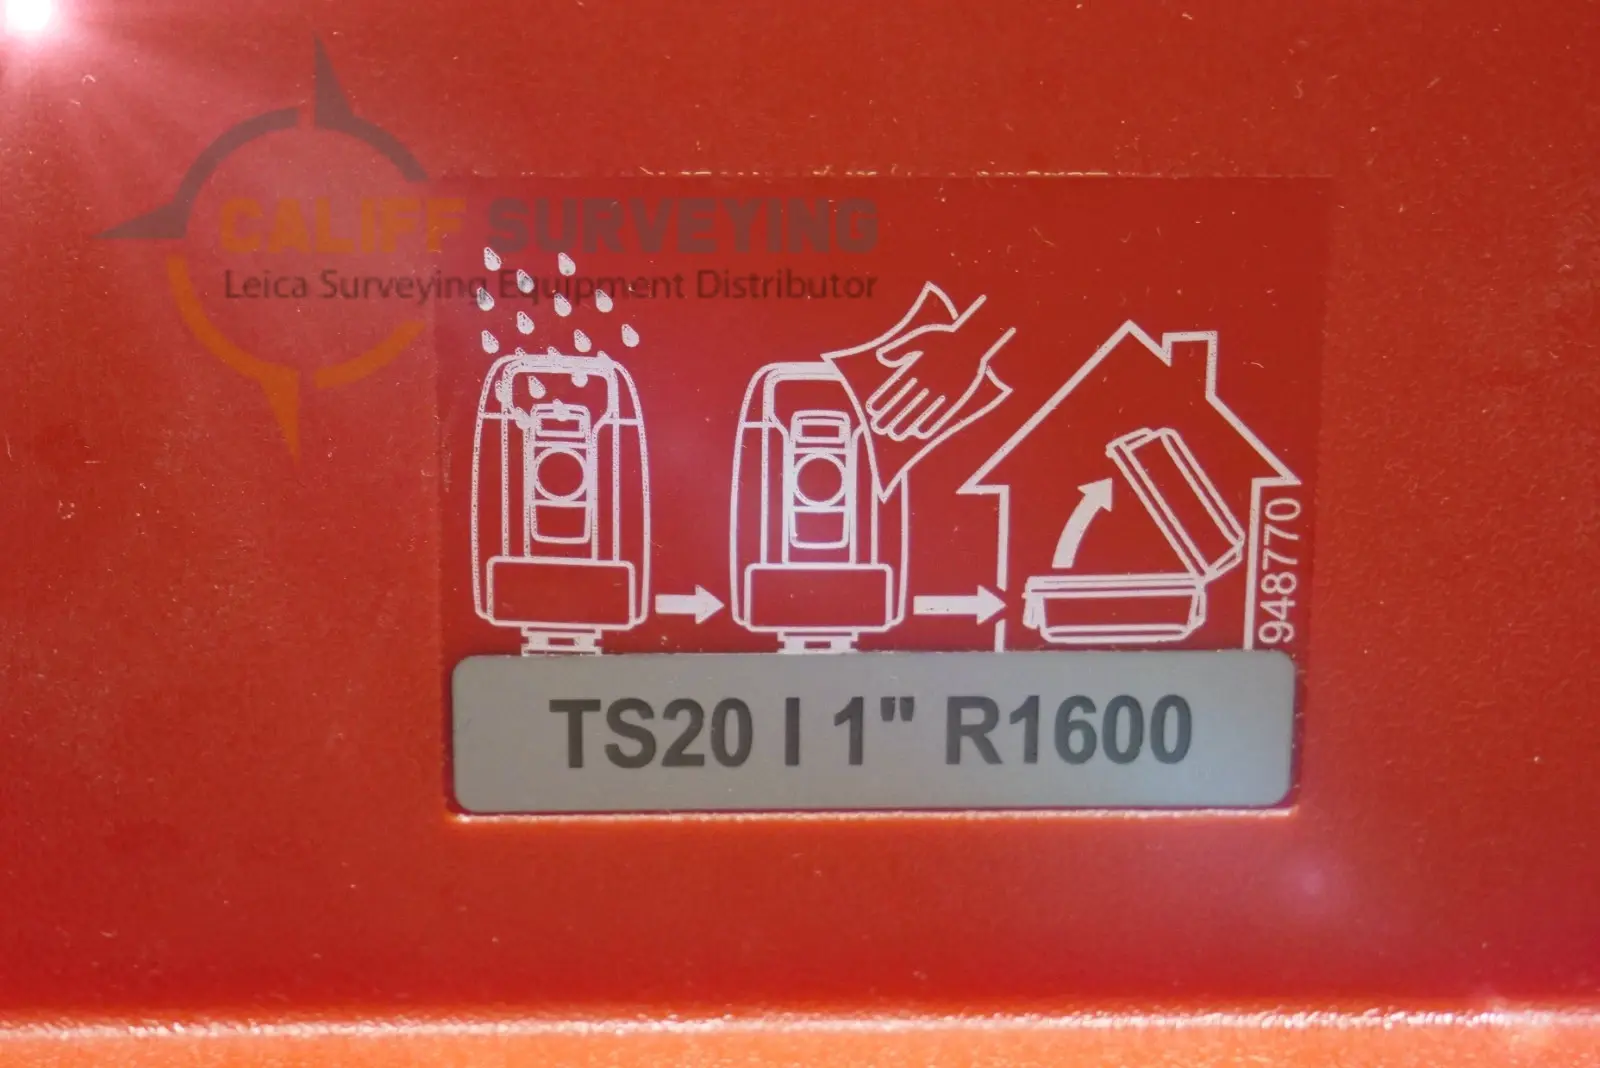 CALIFF SURVEYING
Leica Surveying Equipment Distributor
948770
TS20 I 1" R1600